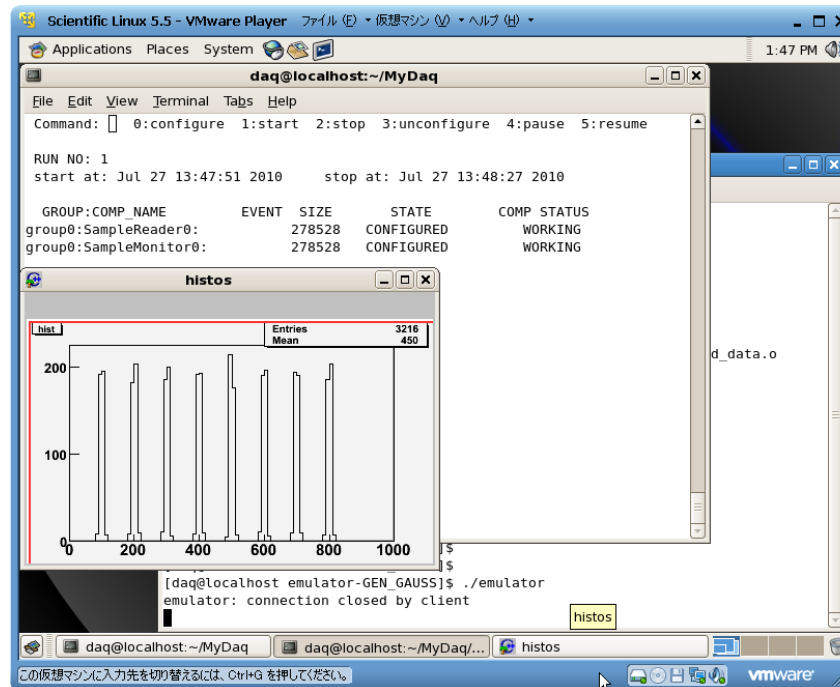 Scientific Linux 5.5 - VMware Player ファイル (F) 仮想マシン (V) ヘルプ (H)
Applications Places System 1:47 PM
daq@localhost:~/MyDaq
File Edit View Terminal Tabs Help
Command: 0:configure 1:start 2:stop 3:unconfigure 4:pause 5:resume
RUN NO: 1
start at: Jul 27 13:47:51 2010 stop at: Jul 27 13:48:27 2010
GROUP:COMP_NAME EVENT SIZE STATE COMP STATUS
group0:SampleReader0: 278528 CONFIGURED WORKING
group0:SampleMonitor0: 278528 CONFIGURED WORKING
histos
hist
Entries 3216
Mean 450
200
100
0
0 200 400 600 800 1000
d_data.o
]$
]$
[daq@localhost emulator-GEN_GAUSS]$ ./emulator
emulator: connection closed by client
histos
daq@localhost:~/MyDaq daq@localhost:~/MyDaq/... histos
この仮想マシンに入力先を切り替えるには、Ctrl+G を押してください。 vmware